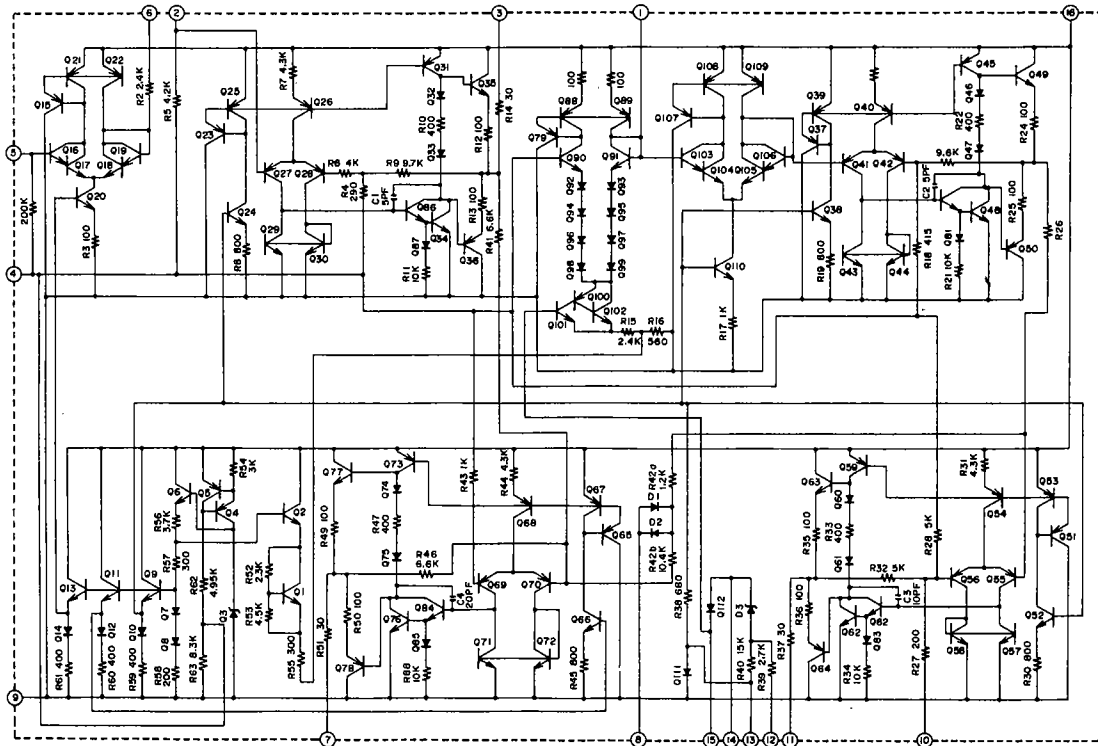 6
2
3
1
16
Q21
Q22
Q15
R2 2.4K
R5 4.2K
Q25
R7 4.3K
Q26
Q31
Q32
R10
400
Q33
Q35
R12 100
R14 30
100
100
Q88
Q89
Q79
Q108
Q109
Q107
Q39
Q40
Q37
Q45
Q46
R22
400
Q47
Q49
R24 100
5
Q16
Q17
Q18
Q19
Q23
Q27
Q28
R6 4K
R9 9.7K
Q90
Q91
Q103
Q104
Q105
Q106
Q41
Q42
9.6K
200K
Q20
R3 100
Q24
R8 800
R4
290
C1
5PF
Q86
Q34
R13 100
R41 6.6K
Q92
Q93
Q94
Q95
Q96
Q97
Q98
Q99
Q38
R19 800
C2 5PF
Q48
R25 100
R26
4
Q29
Q30
Q87
R11
10K
Q36
Q100
Q101
Q102
R15
2.4K
R16
560
Q110
R17 1K
Q43
Q44
R18 415
Q81
R21 10K
Q50
Q6
Q5
Q4
R54
3K
Q2
Q77
Q73
Q74
R47
400
Q75
R43 1K
R44 4.3K
Q68
Q67
Q65
D1
D2
R42a
1.2K
R42b
10.4K
Q63
Q59
Q60
R33
400
Q61
R31
4.3K
Q54
Q53
Q51
R56
3.7K
R57
300
R49 100
R46
6.6K
R35 100
R28 5K
R32 5K
Q13
Q11
Q9
Q7
Q8
R62
4.95K
Q3
R52
2.3K
R53
4.5K
Q1
Q69
Q70
C4
20PF
Q84
Q76
R50 100
Q66
R38 680
Q112
D3
Q56
Q55
C3
10PF
R36 100
Q62
Q62
Q52
Q14
Q12
Q10
R61 400
R60 400
R59 400
R58
200
R63 8.3K
R55 300
R51 30
Q78
Q85
R88
10K
Q71
Q72
R45 800
Q111
R40 15K
R39 2.7K
R37 30
Q64
R34
10K
Q83
R27 200
Q58
Q57
R30 800
9
7
8
15
14
13
12
11
10